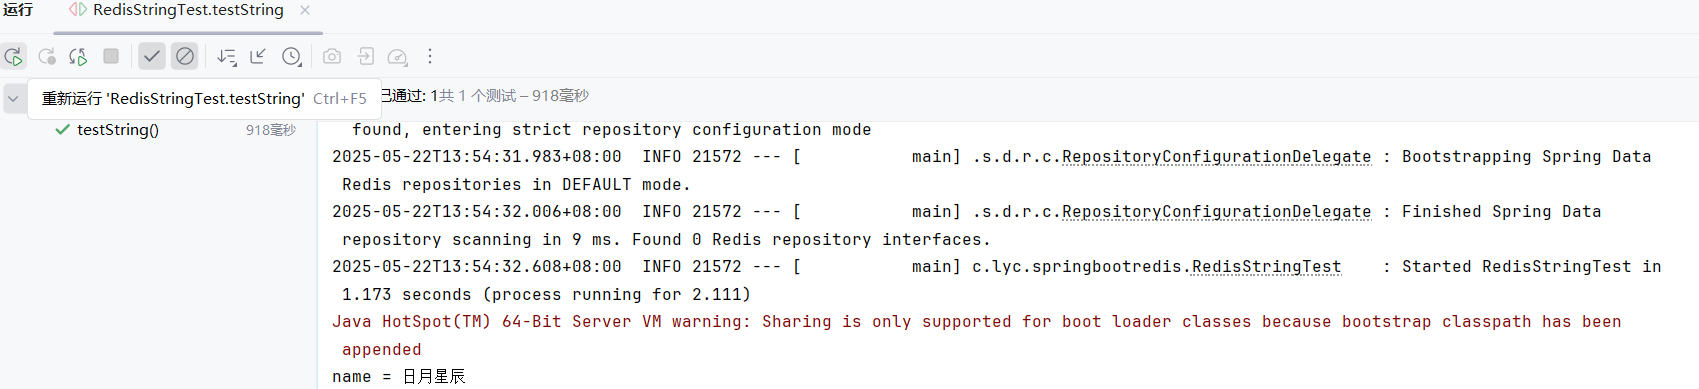 运行 RedisStringTest.testString ×
重新运行 'RedisStringTest.testString' Ctrl+F5
已通过: 1共 1 个测试 – 918毫秒
testString() 918毫秒
found, entering strict repository configuration mode
2025-05-22T13:54:31.983+08:00  INFO 21572 --- [           main] .s.d.r.c.RepositoryConfigurationDelegate : Bootstrapping Spring Data
Redis repositories in DEFAULT mode.
2025-05-22T13:54:32.006+08:00  INFO 21572 --- [           main] .s.d.r.c.RepositoryConfigurationDelegate : Finished Spring Data
repository scanning in 9 ms. Found 0 Redis repository interfaces.
2025-05-22T13:54:32.608+08:00  INFO 21572 --- [           main] c.lyc.springbootredis.RedisStringTest    : Started RedisStringTest in
1.173 seconds (process running for 2.111)
Java HotSpot(TM) 64-Bit Server VM warning: Sharing is only supported for boot loader classes because bootstrap classpath has been
appended
name = 日月星辰